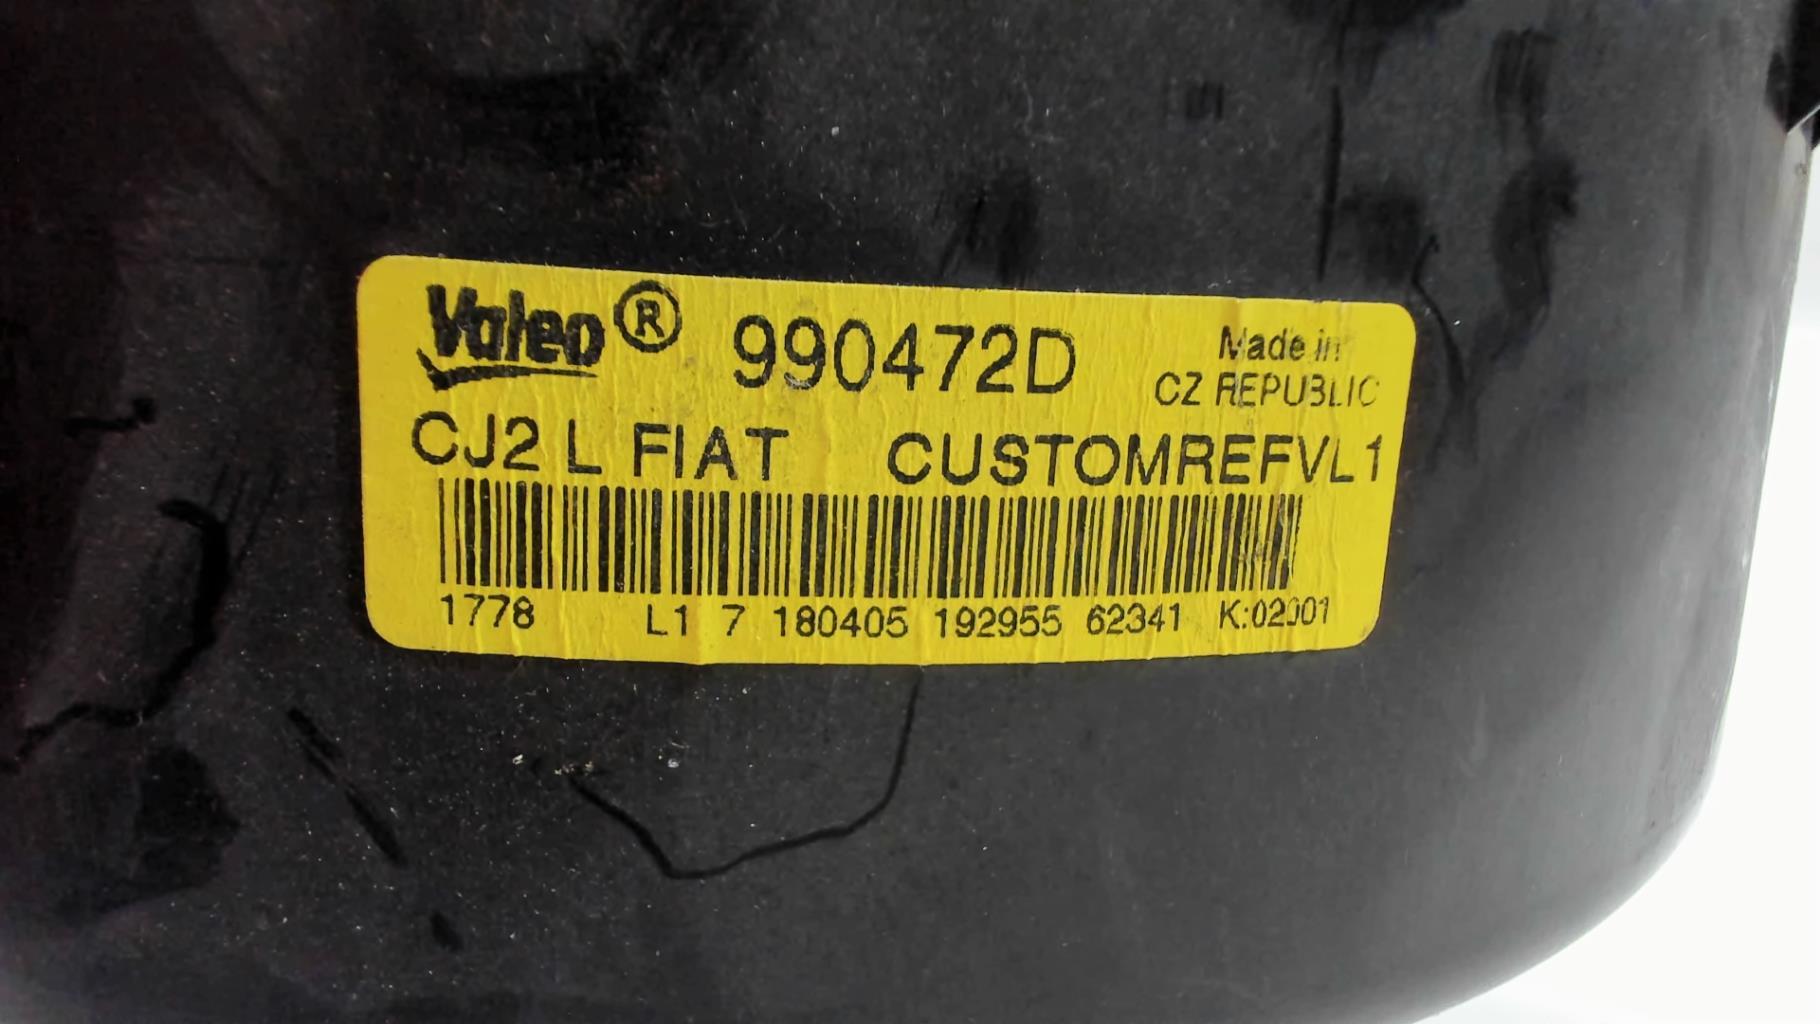 Valeo® 990472D Made in
CZ REPUBLIC
CJ2 L FIAT CUSTOMREFVL1
1778 L1 7 180405 192955 62341 K:02001